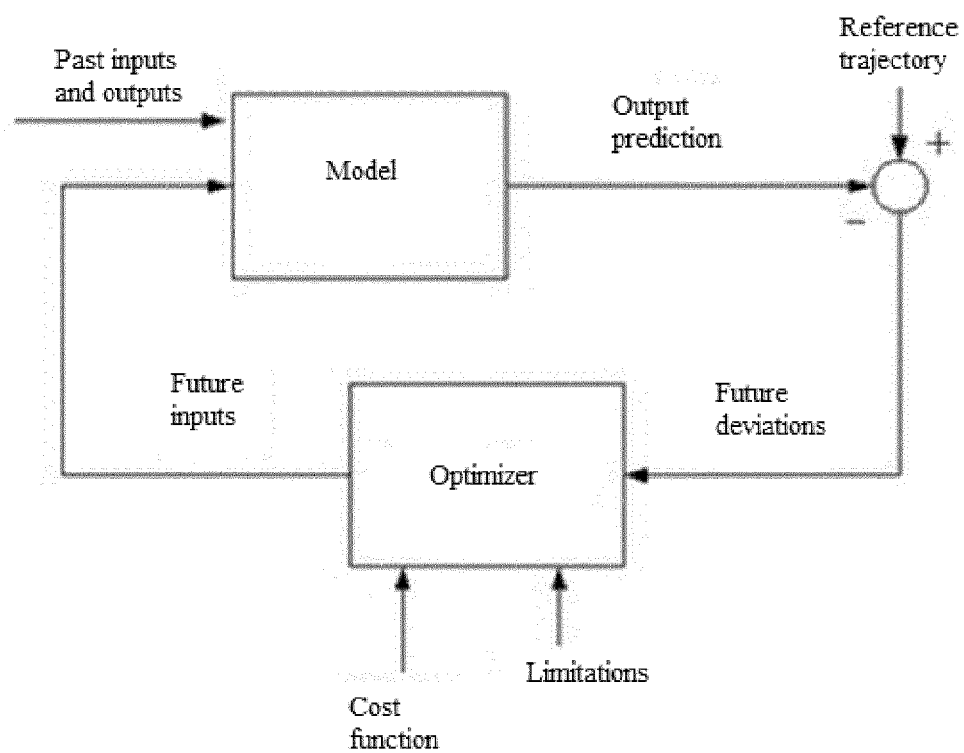 Reference
trajectory
Past inputs
and outputs
Output
prediction
+
Model
−
Future
inputs
Future
deviations
Optimizer
Limitations
Cost
function